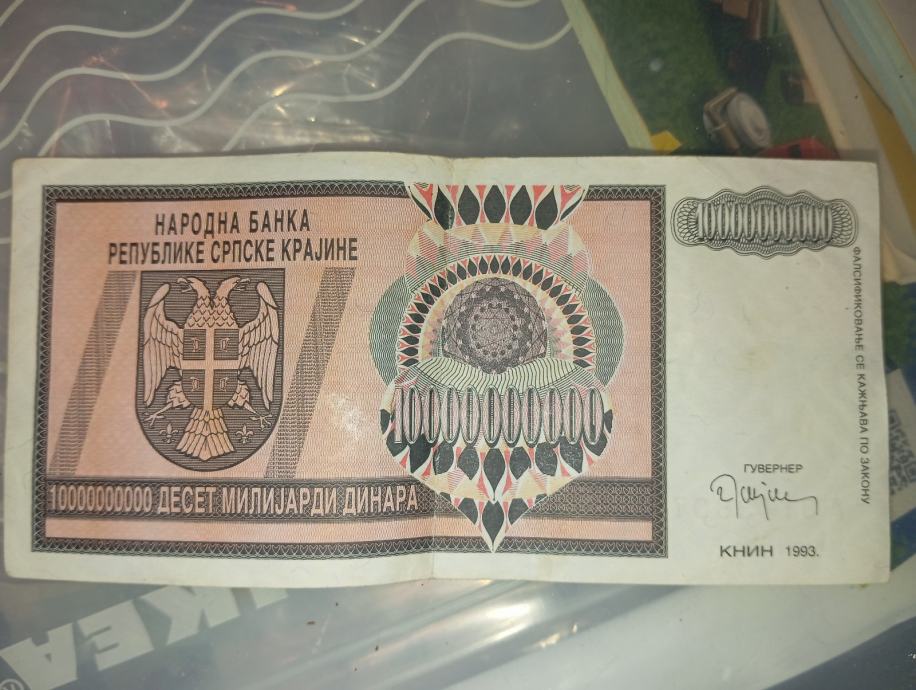 НАРОДНА БАНКА
РЕПУБЛИКЕ СРПСКЕ КРАЈИНЕ
10000000000
10000000000
10000000000 ДЕСЕТ МИЛИЈАРДИ ДИНАРА
ФАЛСИФИКОВАЊЕ СЕ КАЖЊАВА ПО ЗАКОНУ
ГУВЕРНЕР
КНИН 1993.
IKEA